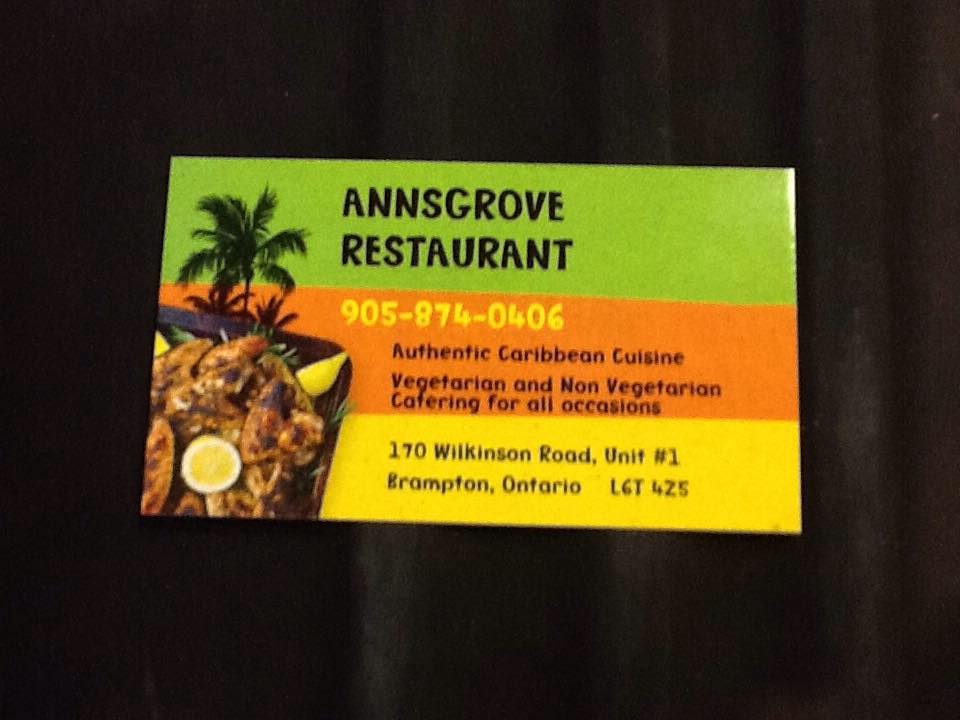 ANNSGROVE
RESTAURANT
905-874-0406
Authentic Caribbean Cuisine
Vegetarian and Non Vegetarian
Catering for all occasions
170 Wilkinson Road, Unit #1
Brampton, Ontario L6T 4Z5